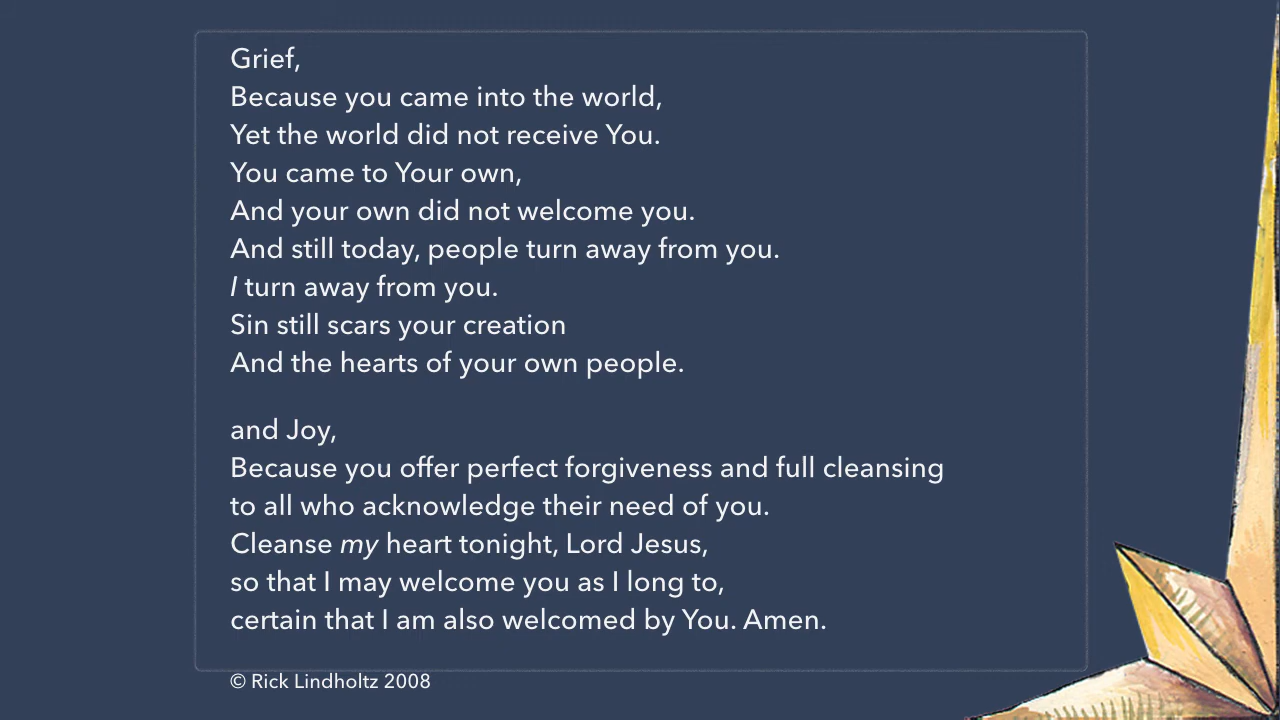 Grief,
Because you came into the world,
Yet the world did not receive You.
You came to Your own,
And your own did not welcome you.
And still today, people turn away from you.
I turn away from you.
Sin still scars your creation
And the hearts of your own people.
and Joy,
Because you offer perfect forgiveness and full cleansing
to all who acknowledge their need of you.
Cleanse my heart tonight, Lord Jesus,
so that I may welcome you as I long to,
certain that I am also welcomed by You. Amen.
© Rick Lindholtz 2008